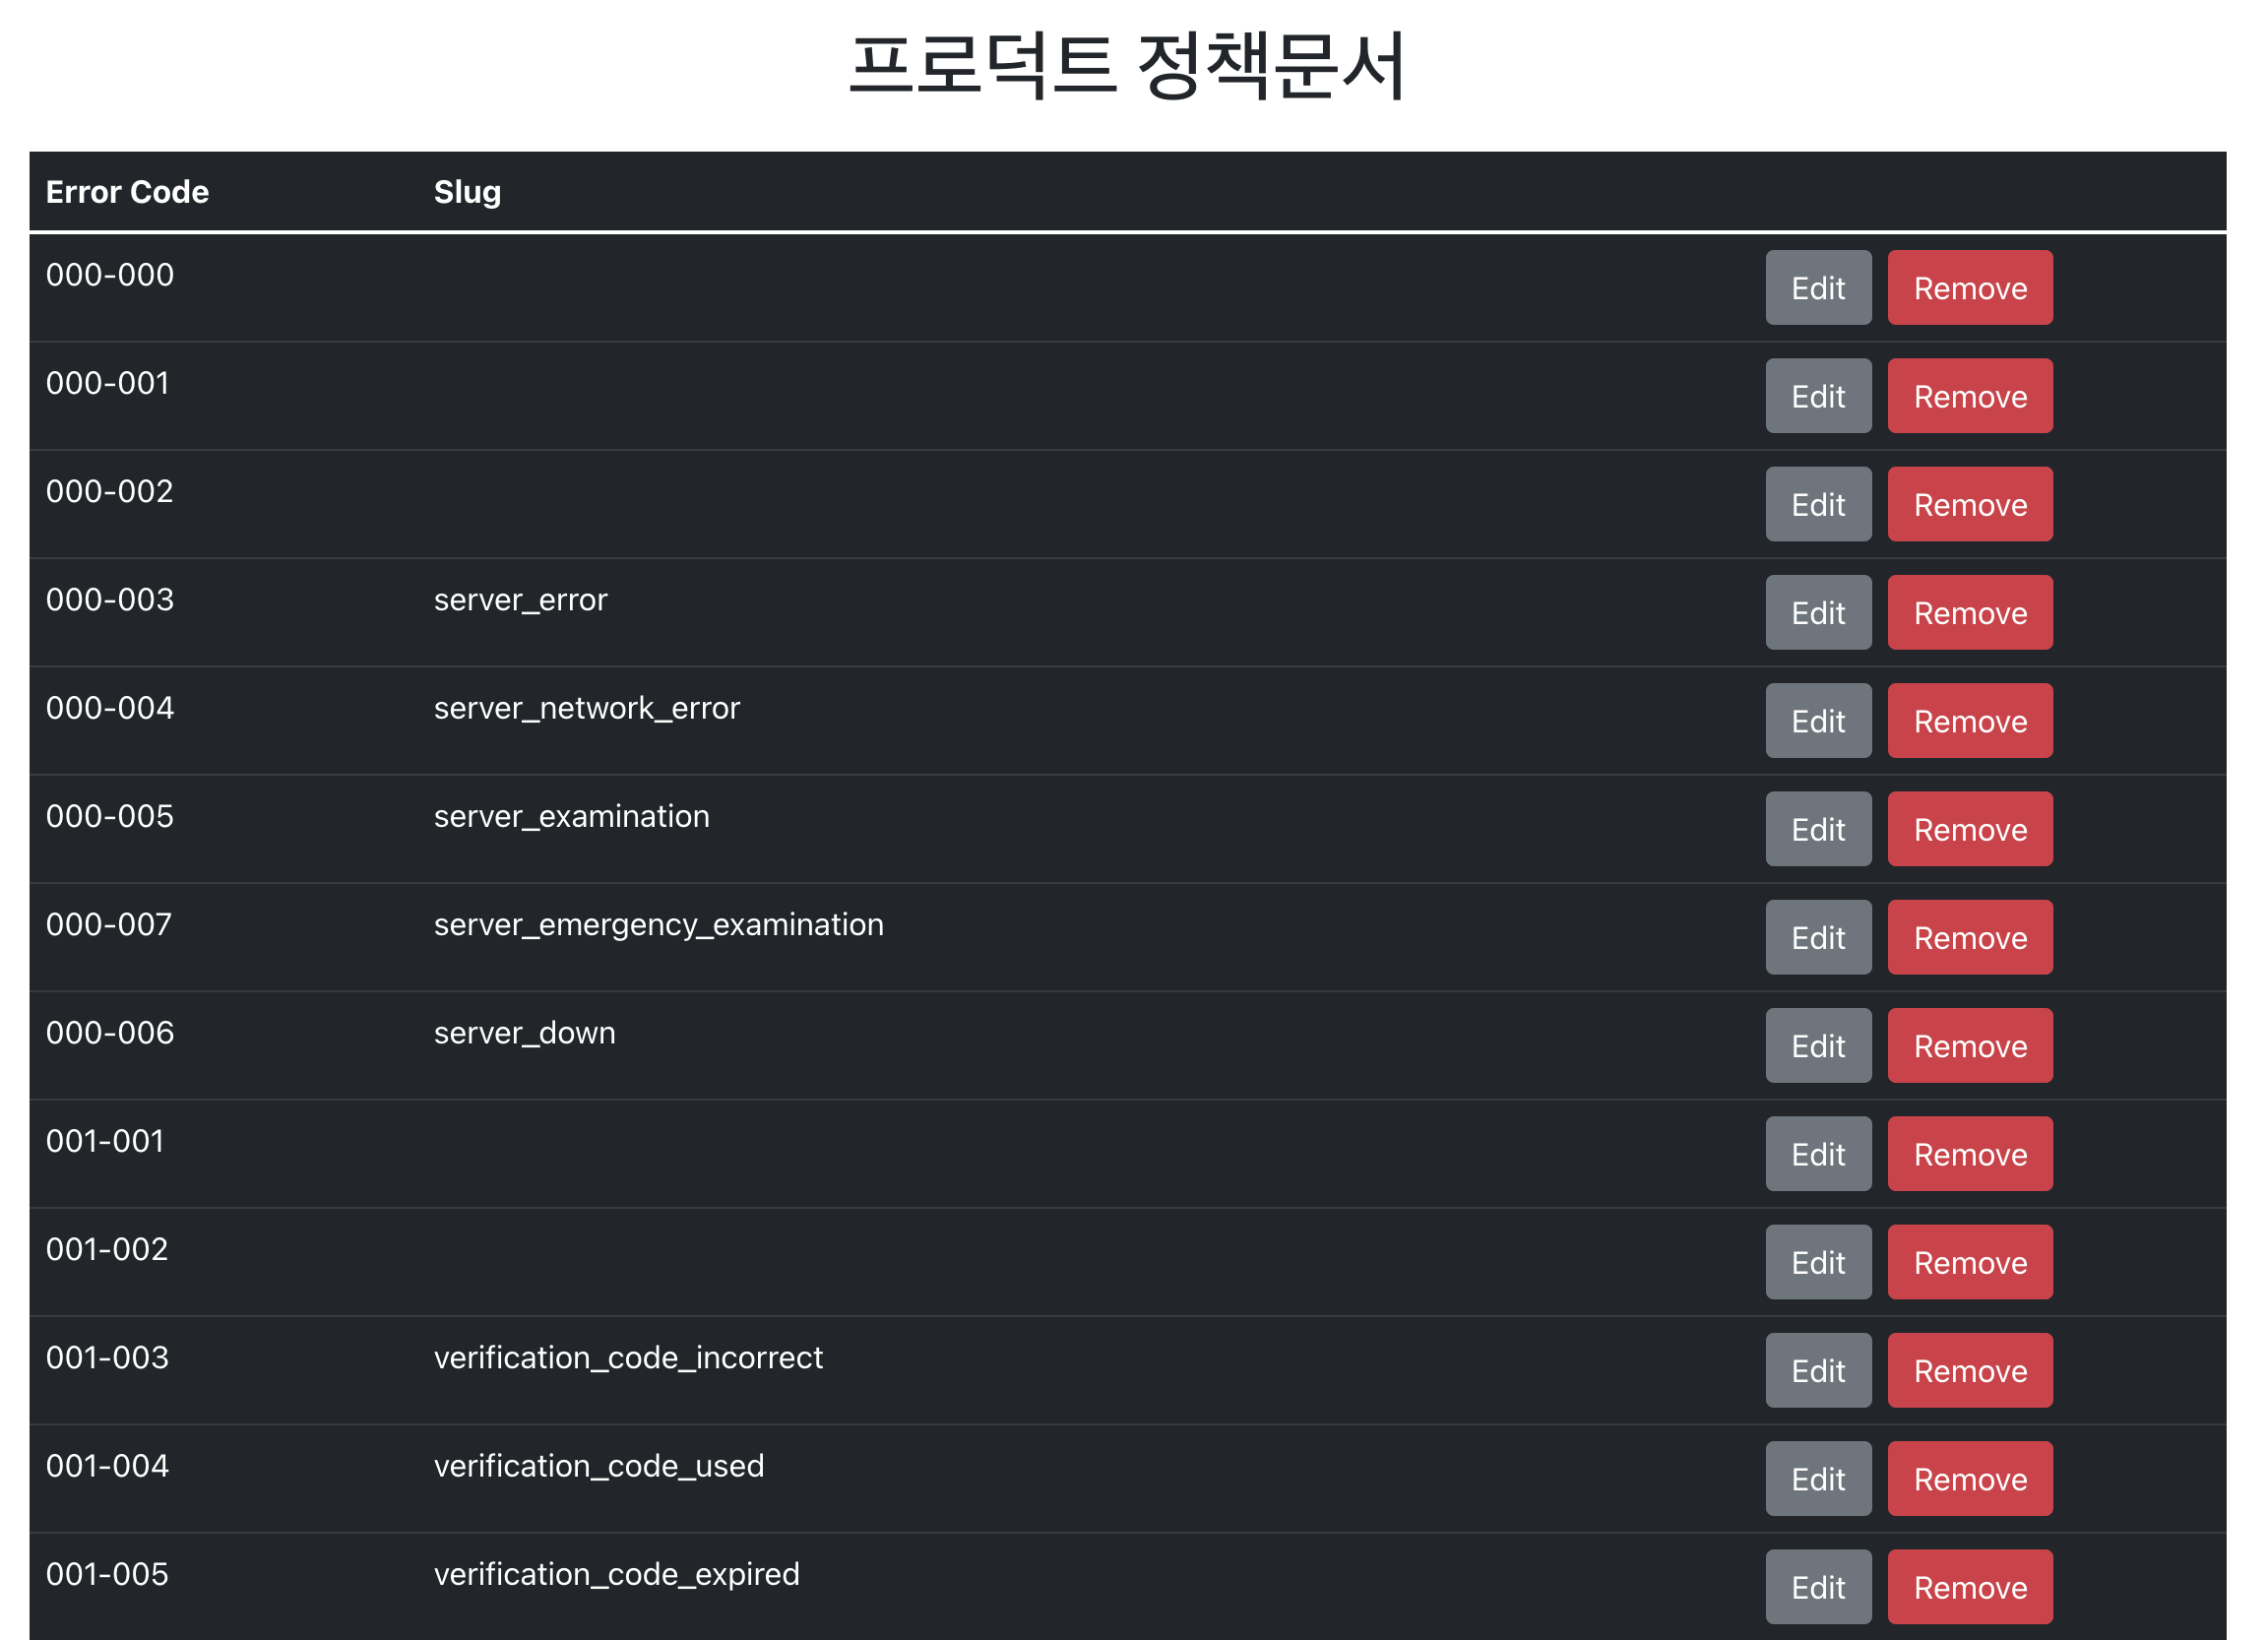 프로덕트 정책문서
Error Code Slug
000-000 Edit Remove
000-001 Edit Remove
000-002 Edit Remove
000-003 server_error Edit Remove
000-004 server_network_error Edit Remove
000-005 server_examination Edit Remove
000-007 server_emergency_examination Edit Remove
000-006 server_down Edit Remove
001-001 Edit Remove
001-002 Edit Remove
001-003 verification_code_incorrect Edit Remove
001-004 verification_code_used Edit Remove
001-005 verification_code_expired Edit Remove